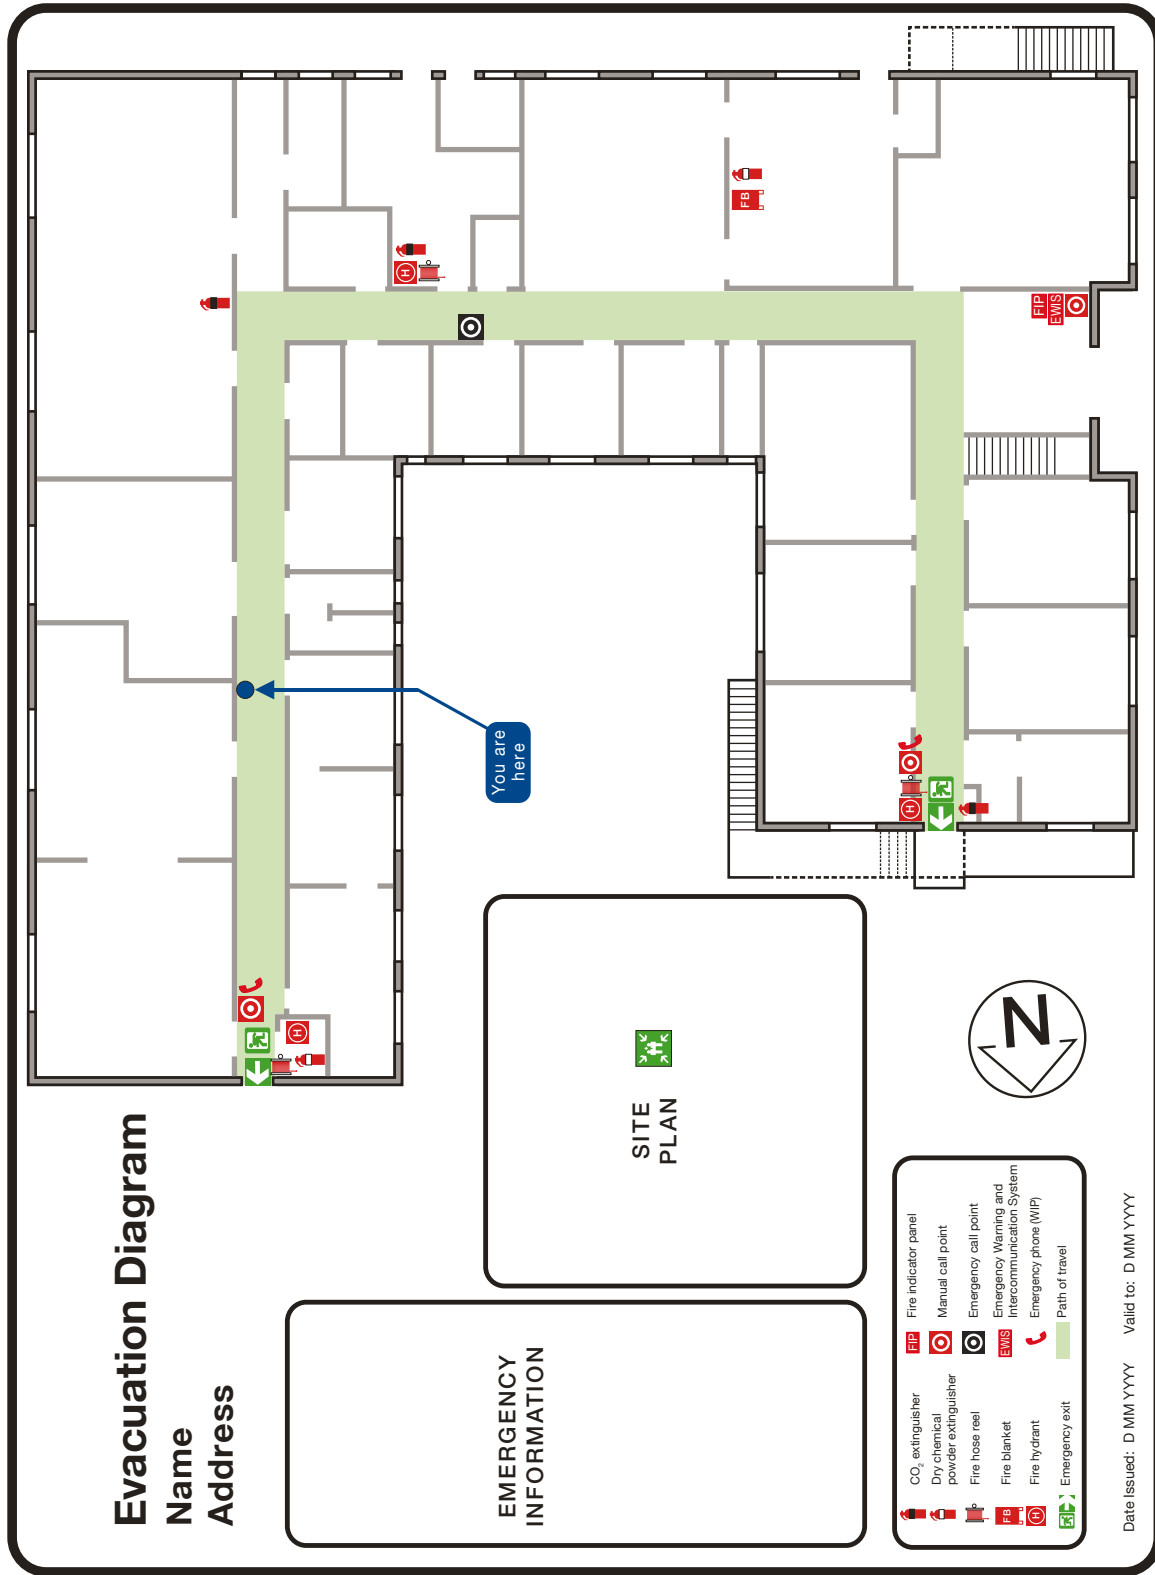 Evacuation Diagram
Name
Address
EMERGENCY
INFORMATION
SITE
PLAN
You are
here
H
H
FB
FIP
EWIS
H
H
N
CO₂ extinguisher
Dry chemical
powder extinguisher
Fire hose reel
FB Fire blanket
H Fire hydrant
Emergency exit
FIP Fire indicator panel
Manual call point
Emergency call point
EWIS Emergency Warning and
Intercommunication System
Emergency phone (WIP)
Path of travel
Date Issued: D MM YYYY Valid to: D MM YYYY